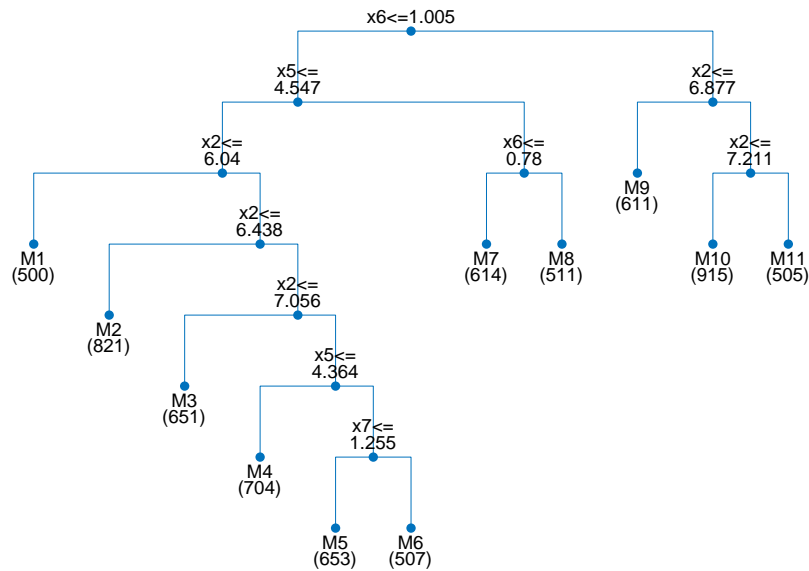 x6<=1.005
x5<=
4.547
x2<=
6.877
x2<=
6.04
x6<=
0.78
x2<=
7.211
M9
(611)
x2<=
6.438
M1
(500)
M7
(614)
M8
(511)
M10
(915)
M11
(505)
x2<=
7.056
M2
(821)
x5<=
4.364
M3
(651)
x7<=
1.255
M4
(704)
M5
(653)
M6
(507)